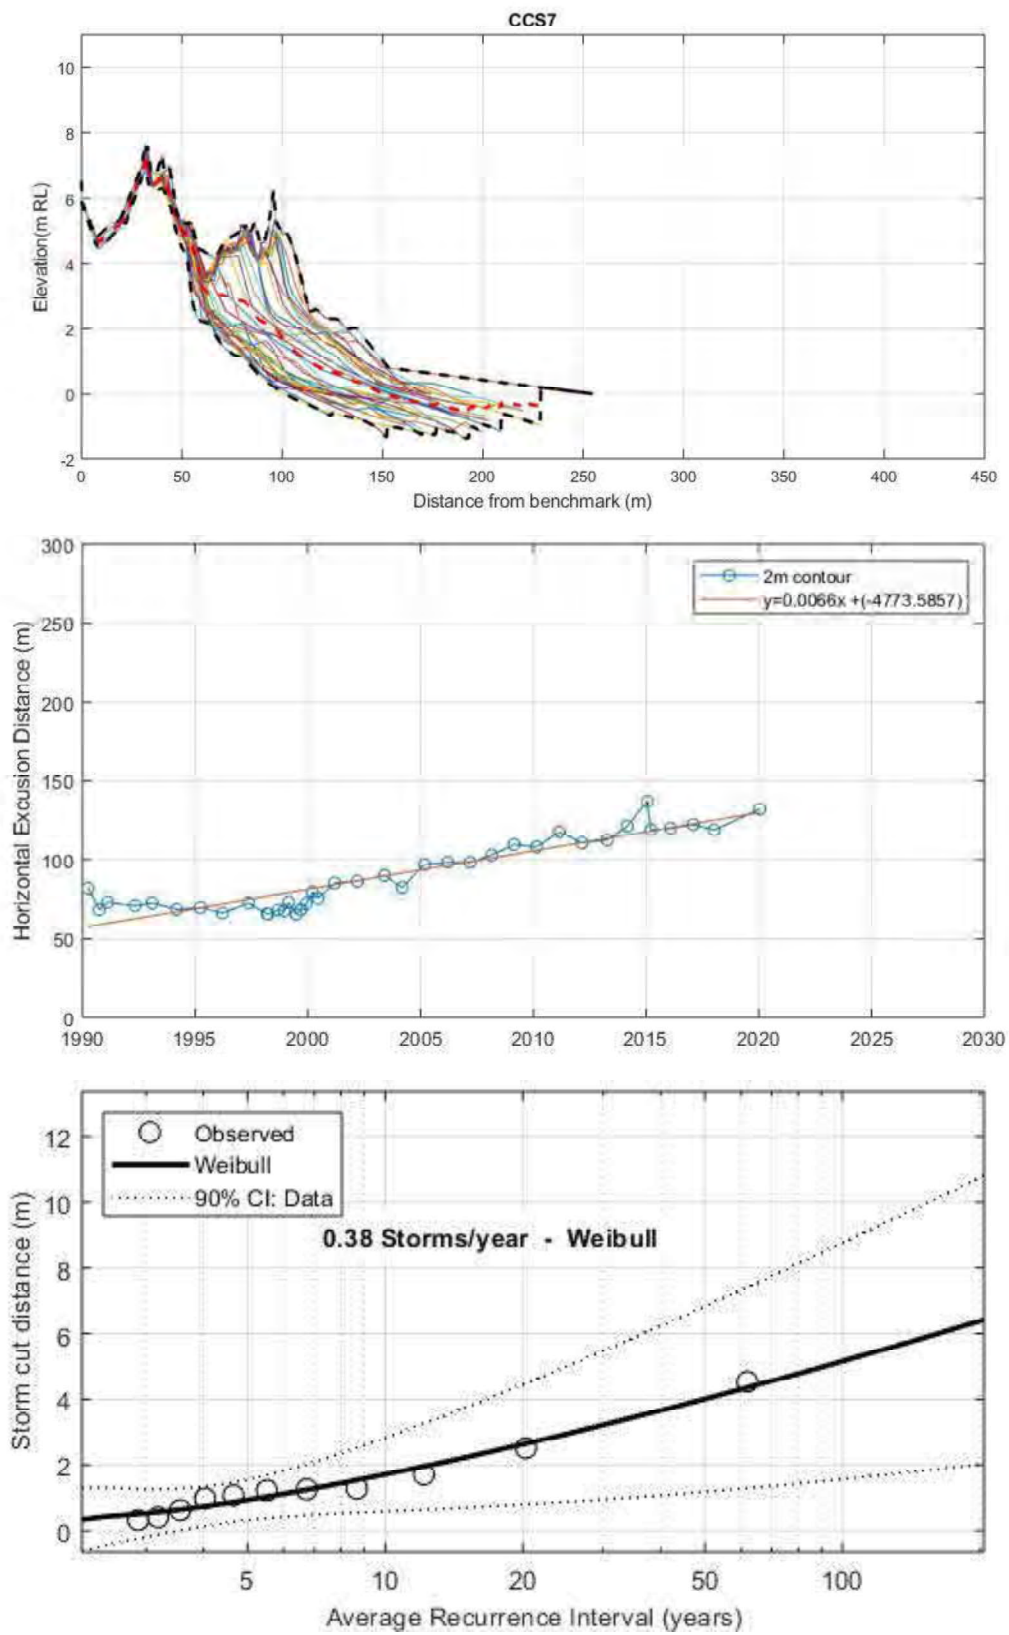 CCS7
10
8
6
4
2
0
-2
Elevation(m RL)
0 50 100 150 200 250 300 350 400 450
Distance from benchmark (m)
300
250
200
150
100
50
0
Horizontal Excusion Distance (m)
2m contour
y=0.0066x +(-4773.5857)
1990 1995 2000 2005 2010 2015 2020 2025 2030
12
10
8
6
4
2
0
Storm cut distance (m)
Observed
Weibull
90% CI: Data
0.38 Storms/year - Weibull
5 10 20 50 100
Average Recurrence Interval (years)